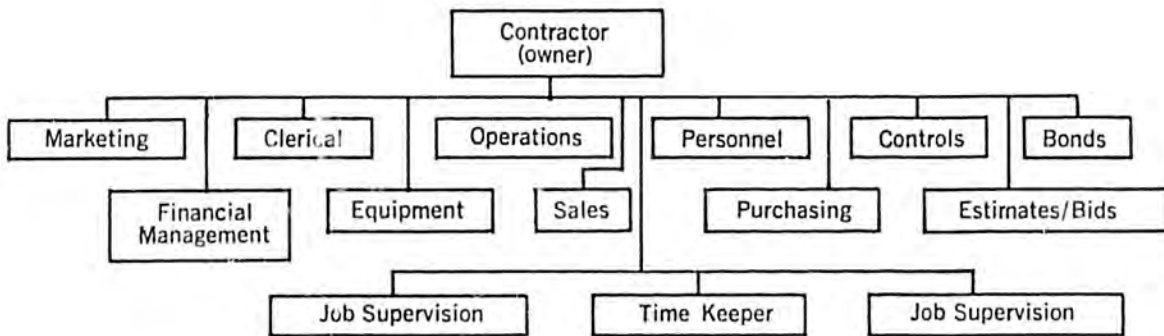 Contractor
(owner)
Marketing
Clerical
Operations
Personnel
Controls
Bonds
Financial
Management
Equipment
Sales
Purchasing
Estimates/Bids
Job Supervision
Time Keeper
Job Supervision